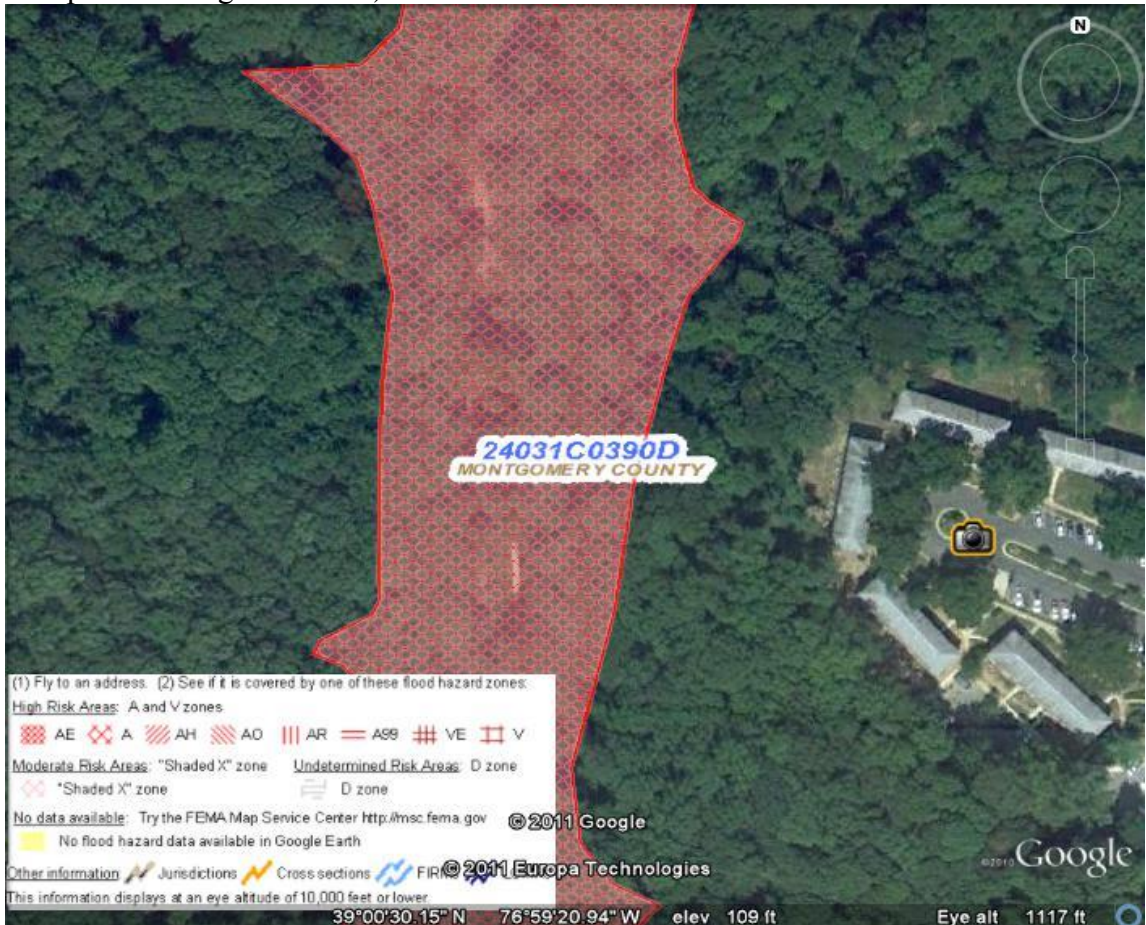 N
24031C0390D
MONTGOMERY COUNTY
(1) Fly to an address. (2) See if it is covered by one of these flood hazard zones:
High Risk Areas: A and V zones
AE A AH AO AR A99 VE V
Moderate Risk Areas: "Shaded X" zone Undetermined Risk Areas: D zone
"Shaded X" zone D zone
No data available: Try the FEMA Map Service Center http://msc.fema.gov
No flood hazard data available in Google Earth
© 2011 Google
Other information Jurisdictions Cross sections
© 2011 Europa Technologies
©2010 Google
This information displays at an eye altitude of 10,000 feet or lower.
39°00'30.15" N 76°59'20.94" W elev 109 ft Eye alt 1117 ft